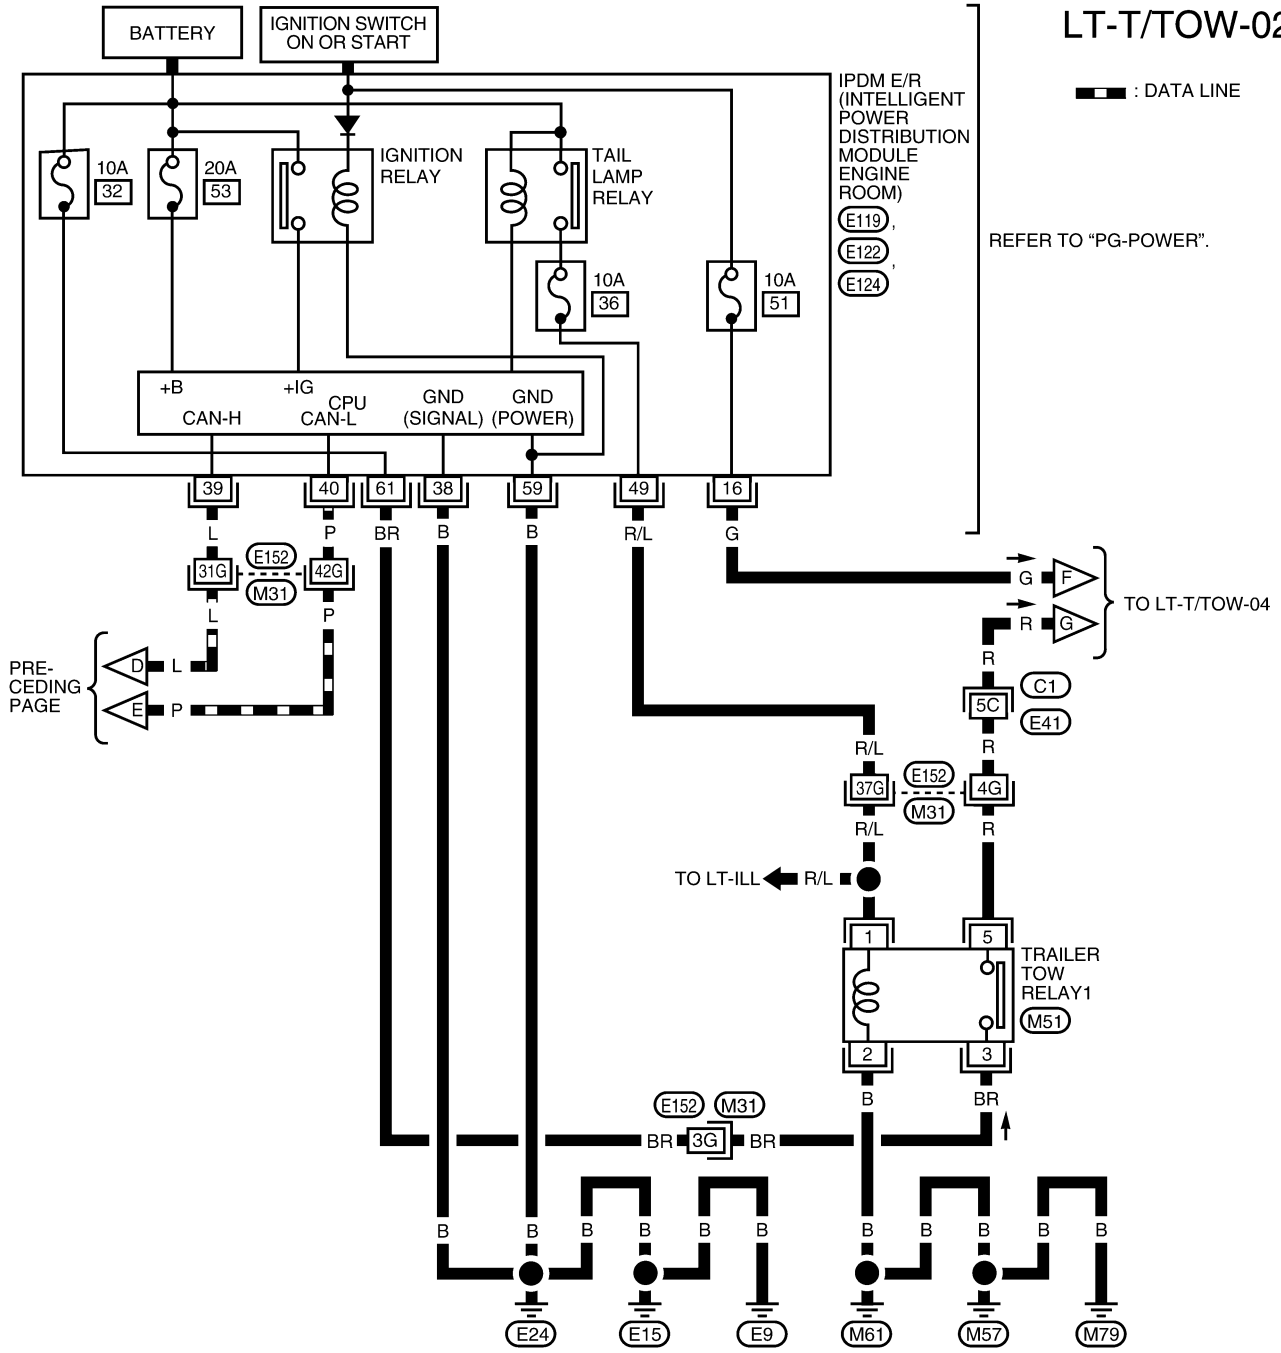 LT-T/TOW-02
BATTERY
IGNITION SWITCH
ON OR START
: DATA LINE
IPDM E/R
(INTELLIGENT
POWER
DISTRIBUTION
MODULE
ENGINE
ROOM)
E119 ,
E122 ,
E124
REFER TO “PG-POWER”.
10A
32
20A
53
IGNITION
RELAY
TAIL
LAMP
RELAY
10A
36
10A
51
+B
+IG
CPU
CAN-H
CAN-L
GND
(SIGNAL)
GND
(POWER)
39
40
61
38
59
49
16
L
P
BR
B
B
R/L
G
31G
E152
M31
42G
L
P
G
F
R
G
TO LT-T/TOW-04
PRE-
CEDING
PAGE
D
L
E
P
R
5C
C1
E41
R
R/L
37G
E152
M31
4G
R/L
R
TO LT-ILL
R/L
1
5
TRAILER
TOW
RELAY1
M51
2
3
B
BR
E152
M31
BR
3G
BR
B
B
B
B
B
B
B
B
B
B
B
B
E24
E15
E9
M61
M57
M79